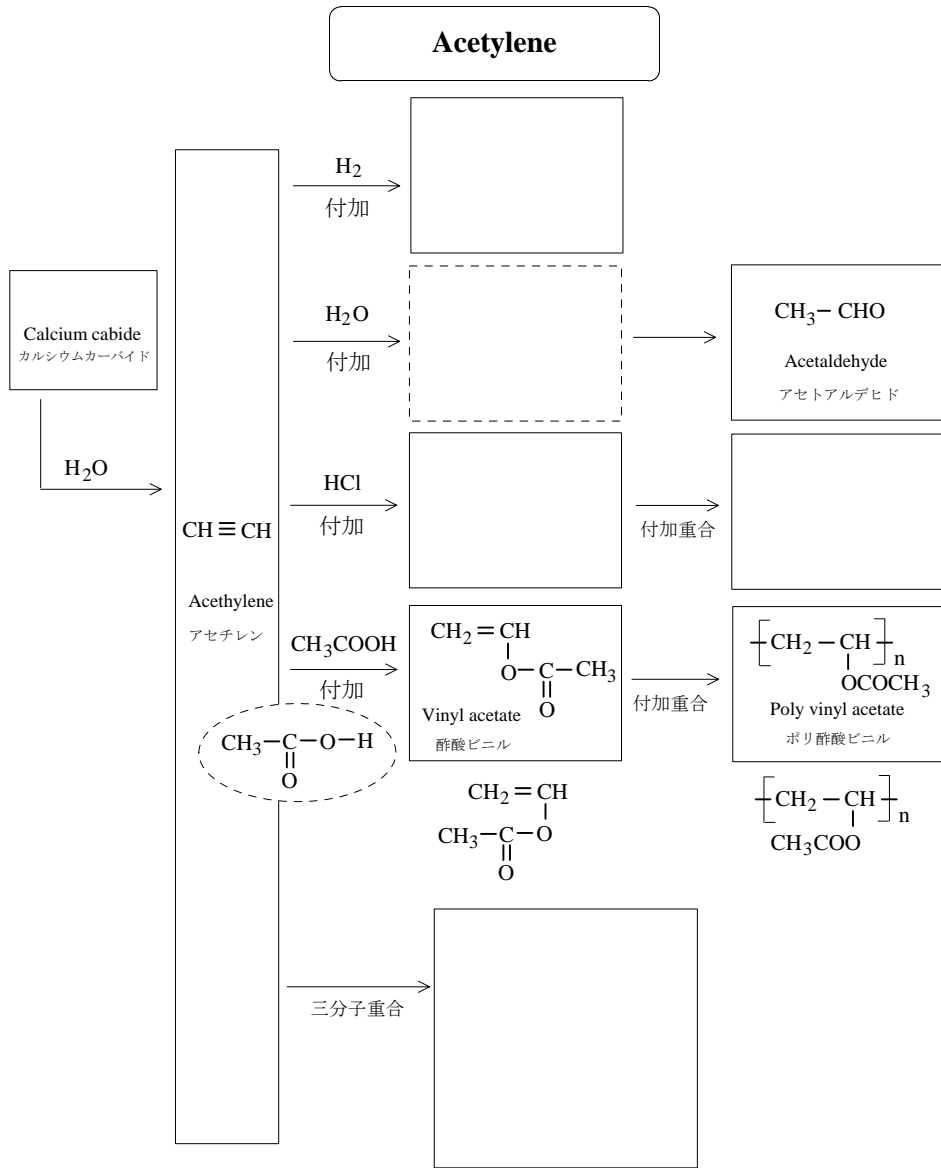 Acetylene
H2
付加
Calcium cabide
カルシウムカーバイド
H2O
H2O
付加
CH3− CHO
Acetaldehyde
アセトアルデヒド
HCl
付加
付加重合
CH≡CH
Acethylene
アセチレン
CH3COOH
付加
CH2=CH
O−C−CH3
O
Vinyl acetate
酢酸ビニル
付加重合
[CH2−CH]n
OCOCH3
Poly vinyl acetate
ポリ酢酸ビニル
CH3−C−O−H
O
CH2=CH
CH3−C−O
O
[CH2−CH]n
CH3COO
三分子重合